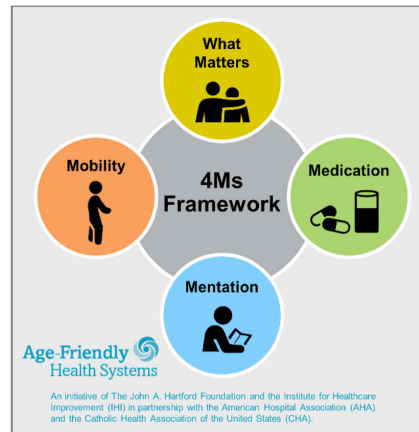 What
Matters
Mobility
4Ms
Framework
Medication
Mentation
Age-Friendly
Health Systems
An initiative of The John A. Hartford Foundation and the Institute for Healthcare
Improvement (IHI) in partnership with the American Hospital Association (AHA)
and the Catholic Health Association of the United States (CHA).